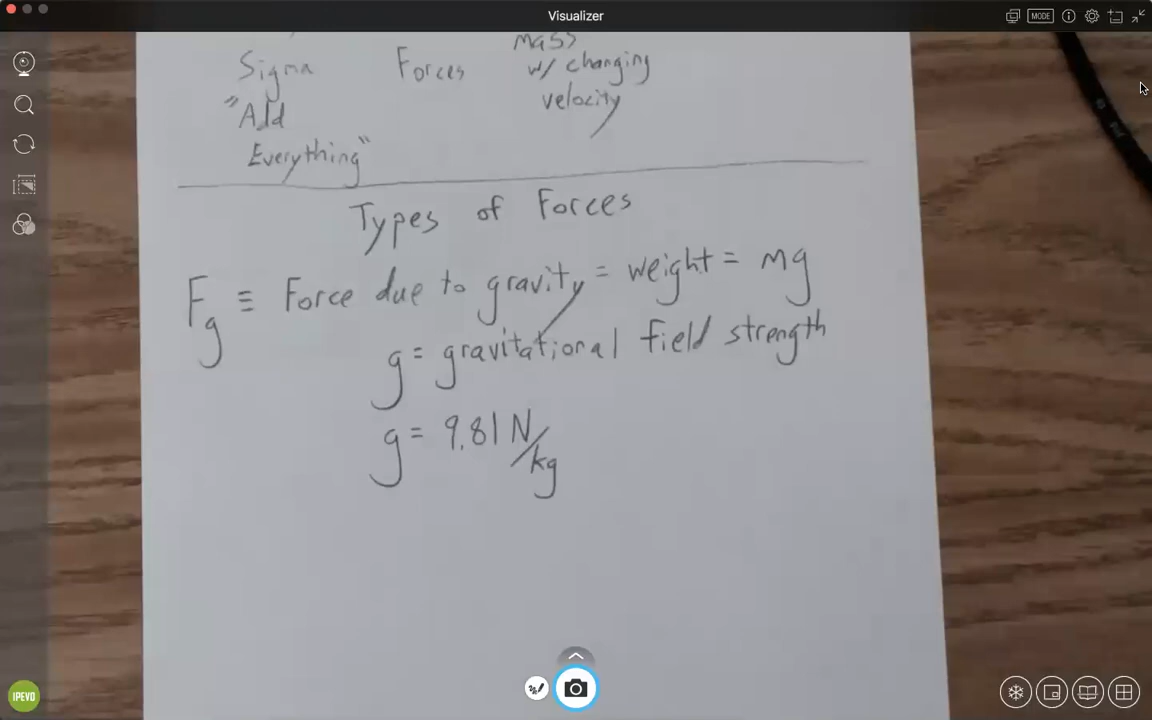 Visualizer
MODE
mass
Sigma Forces w/ changing
"Add velocity
Everything"
Types of Forces
Fg ≡ Force due to gravity = weight = mg
g = gravitational field strength
g = 9.81 N/kg
IPEVO